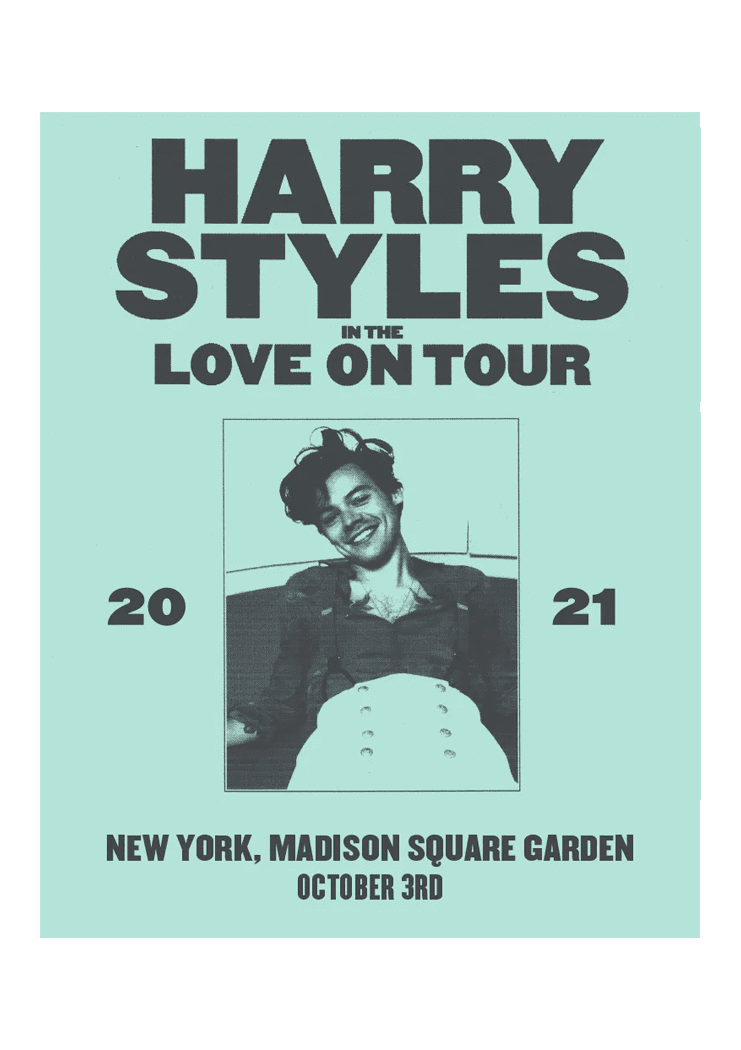 HARRY
STYLES
IN THE
LOVE ON TOUR
20 21
NEW YORK, MADISON SQUARE GARDEN
OCTOBER 3RD